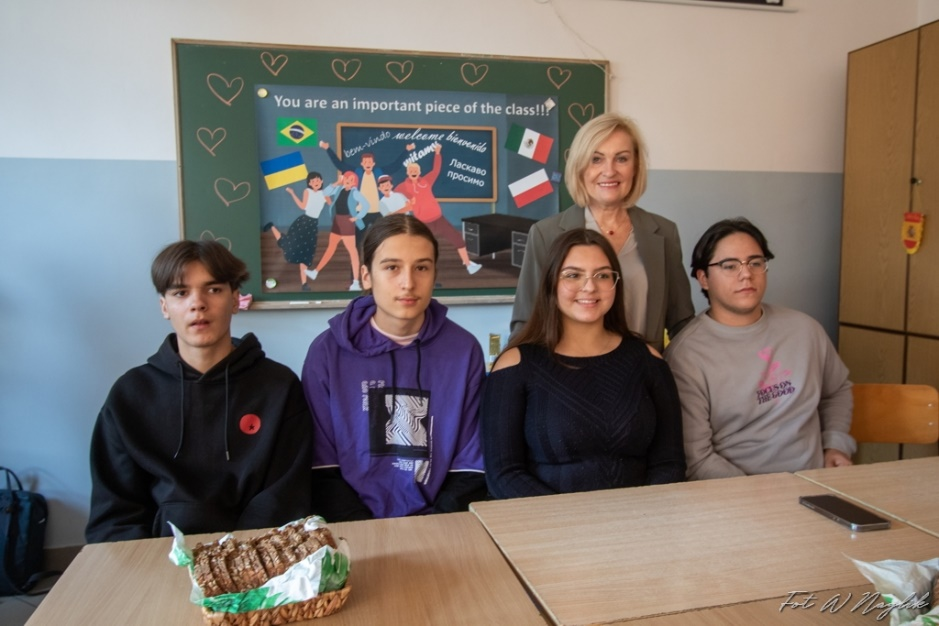 You are an important piece of the class!!!
bem-vindo welcome bienvenido
witamy
Ласкаво
просимо
FOCUS ON
THE GOOD
Fot W Naglik